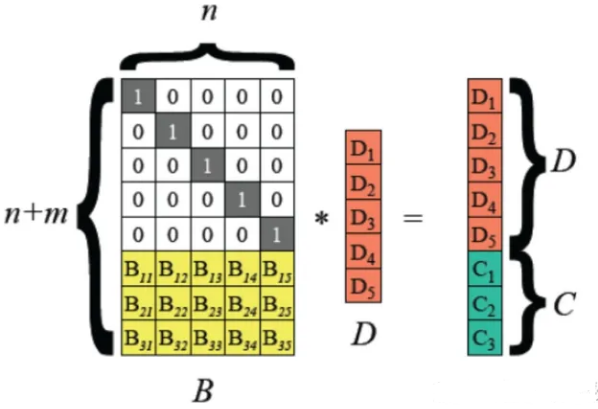 n
n+m
1 0 0 0 0
0 1 0 0 0
0 0 1 0 0
0 0 0 1 0
0 0 0 0 1
B11 B12 B13 B14 B15
B21 B22 B23 B24 B25
B31 B32 B33 B34 B35
B
*
D1
D2
D3
D4
D5
D
=
D1
D2
D3
D4
D5
C1
C2
C3
D
C